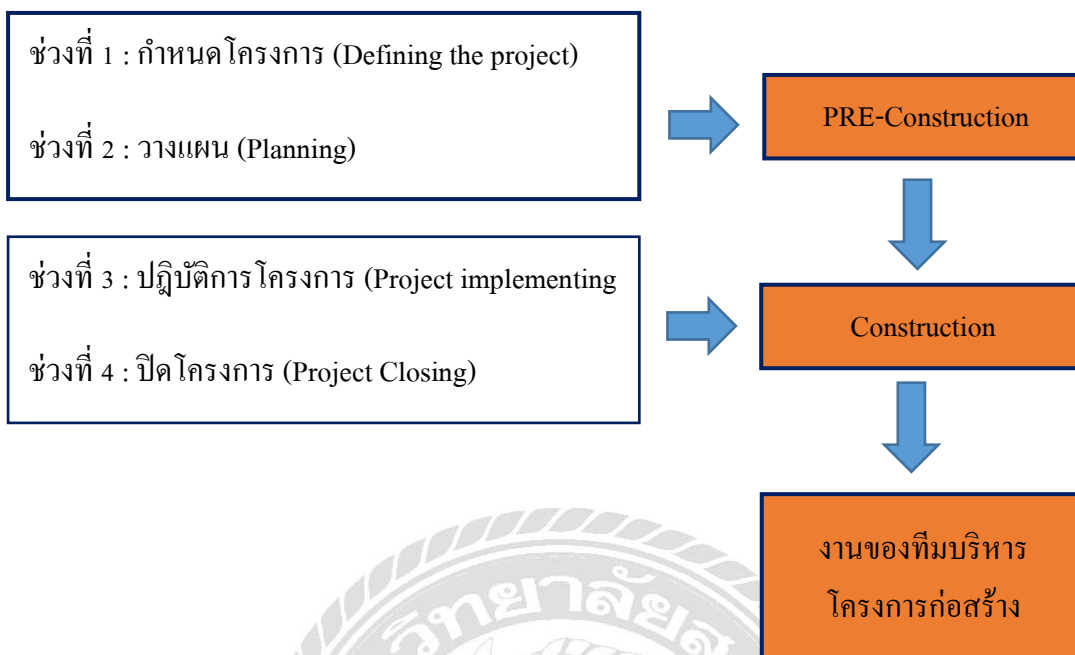 ช่วงที่ 1 : กำหนดโครงการ (Defining the project)
ช่วงที่ 2 : วางแผน (Planning)
PRE-Construction
ช่วงที่ 3 : ปฎิบัติการโครงการ (Project implementing
ช่วงที่ 4 : ปิดโครงการ (Project Closing)
Construction
งานของทีมบริหาร
โครงการก่อสร้าง